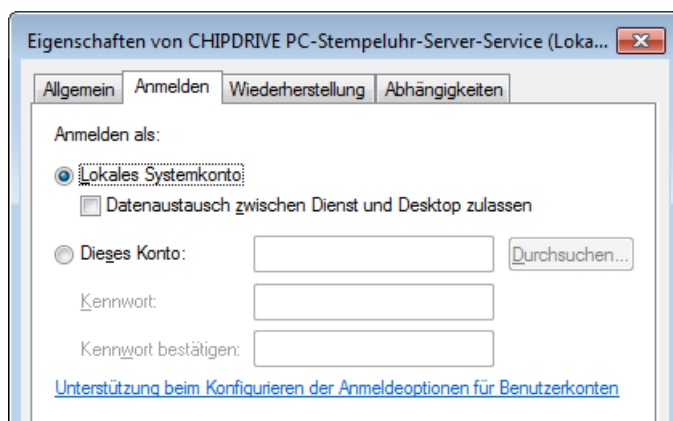 Eigenschaften von CHIPDRIVE PC-Stempeluhr-Server-Service (Loka...
Allgemein Anmelden Wiederherstellung Abhängigkeiten
Anmelden als:
Lokales Systemkonto
Datenaustausch zwischen Dienst und Desktop zulassen
Dieses Konto: Durchsuchen...
Kennwort:
Kennwort bestätigen:
Unterstützung beim Konfigurieren der Anmeldeoptionen für Benutzerkonten